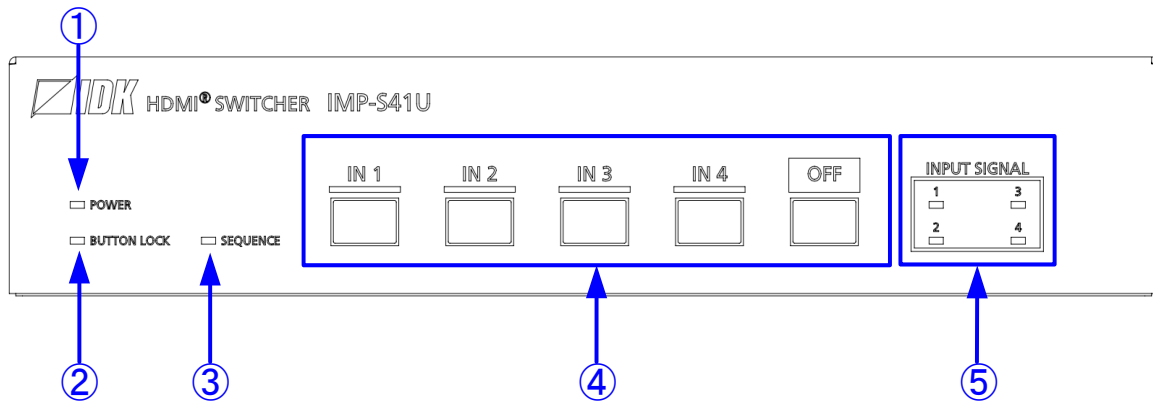 ①
IDK HDMI® SWITCHER IMP-S41U
IN 1 IN 2 IN 3 IN 4 OFF
INPUT SIGNAL
1 3
2 4
POWER
BUTTON LOCK SEQUENCE
② ③ ④ ⑤